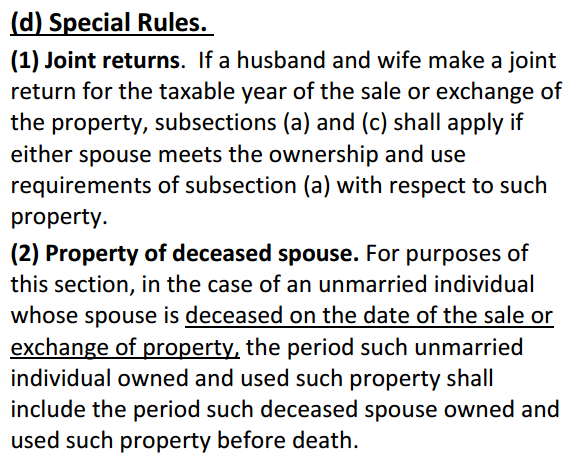 (d) Special Rules.
(1) Joint returns. If a husband and wife make a joint
return for the taxable year of the sale or exchange of
the property, subsections (a) and (c) shall apply if
either spouse meets the ownership and use
requirements of subsection (a) with respect to such
property.
(2) Property of deceased spouse. For purposes of
this section, in the case of an unmarried individual
whose spouse is deceased on the date of the sale or
exchange of property, the period such unmarried
individual owned and used such property shall
include the period such deceased spouse owned and
used such property before death.